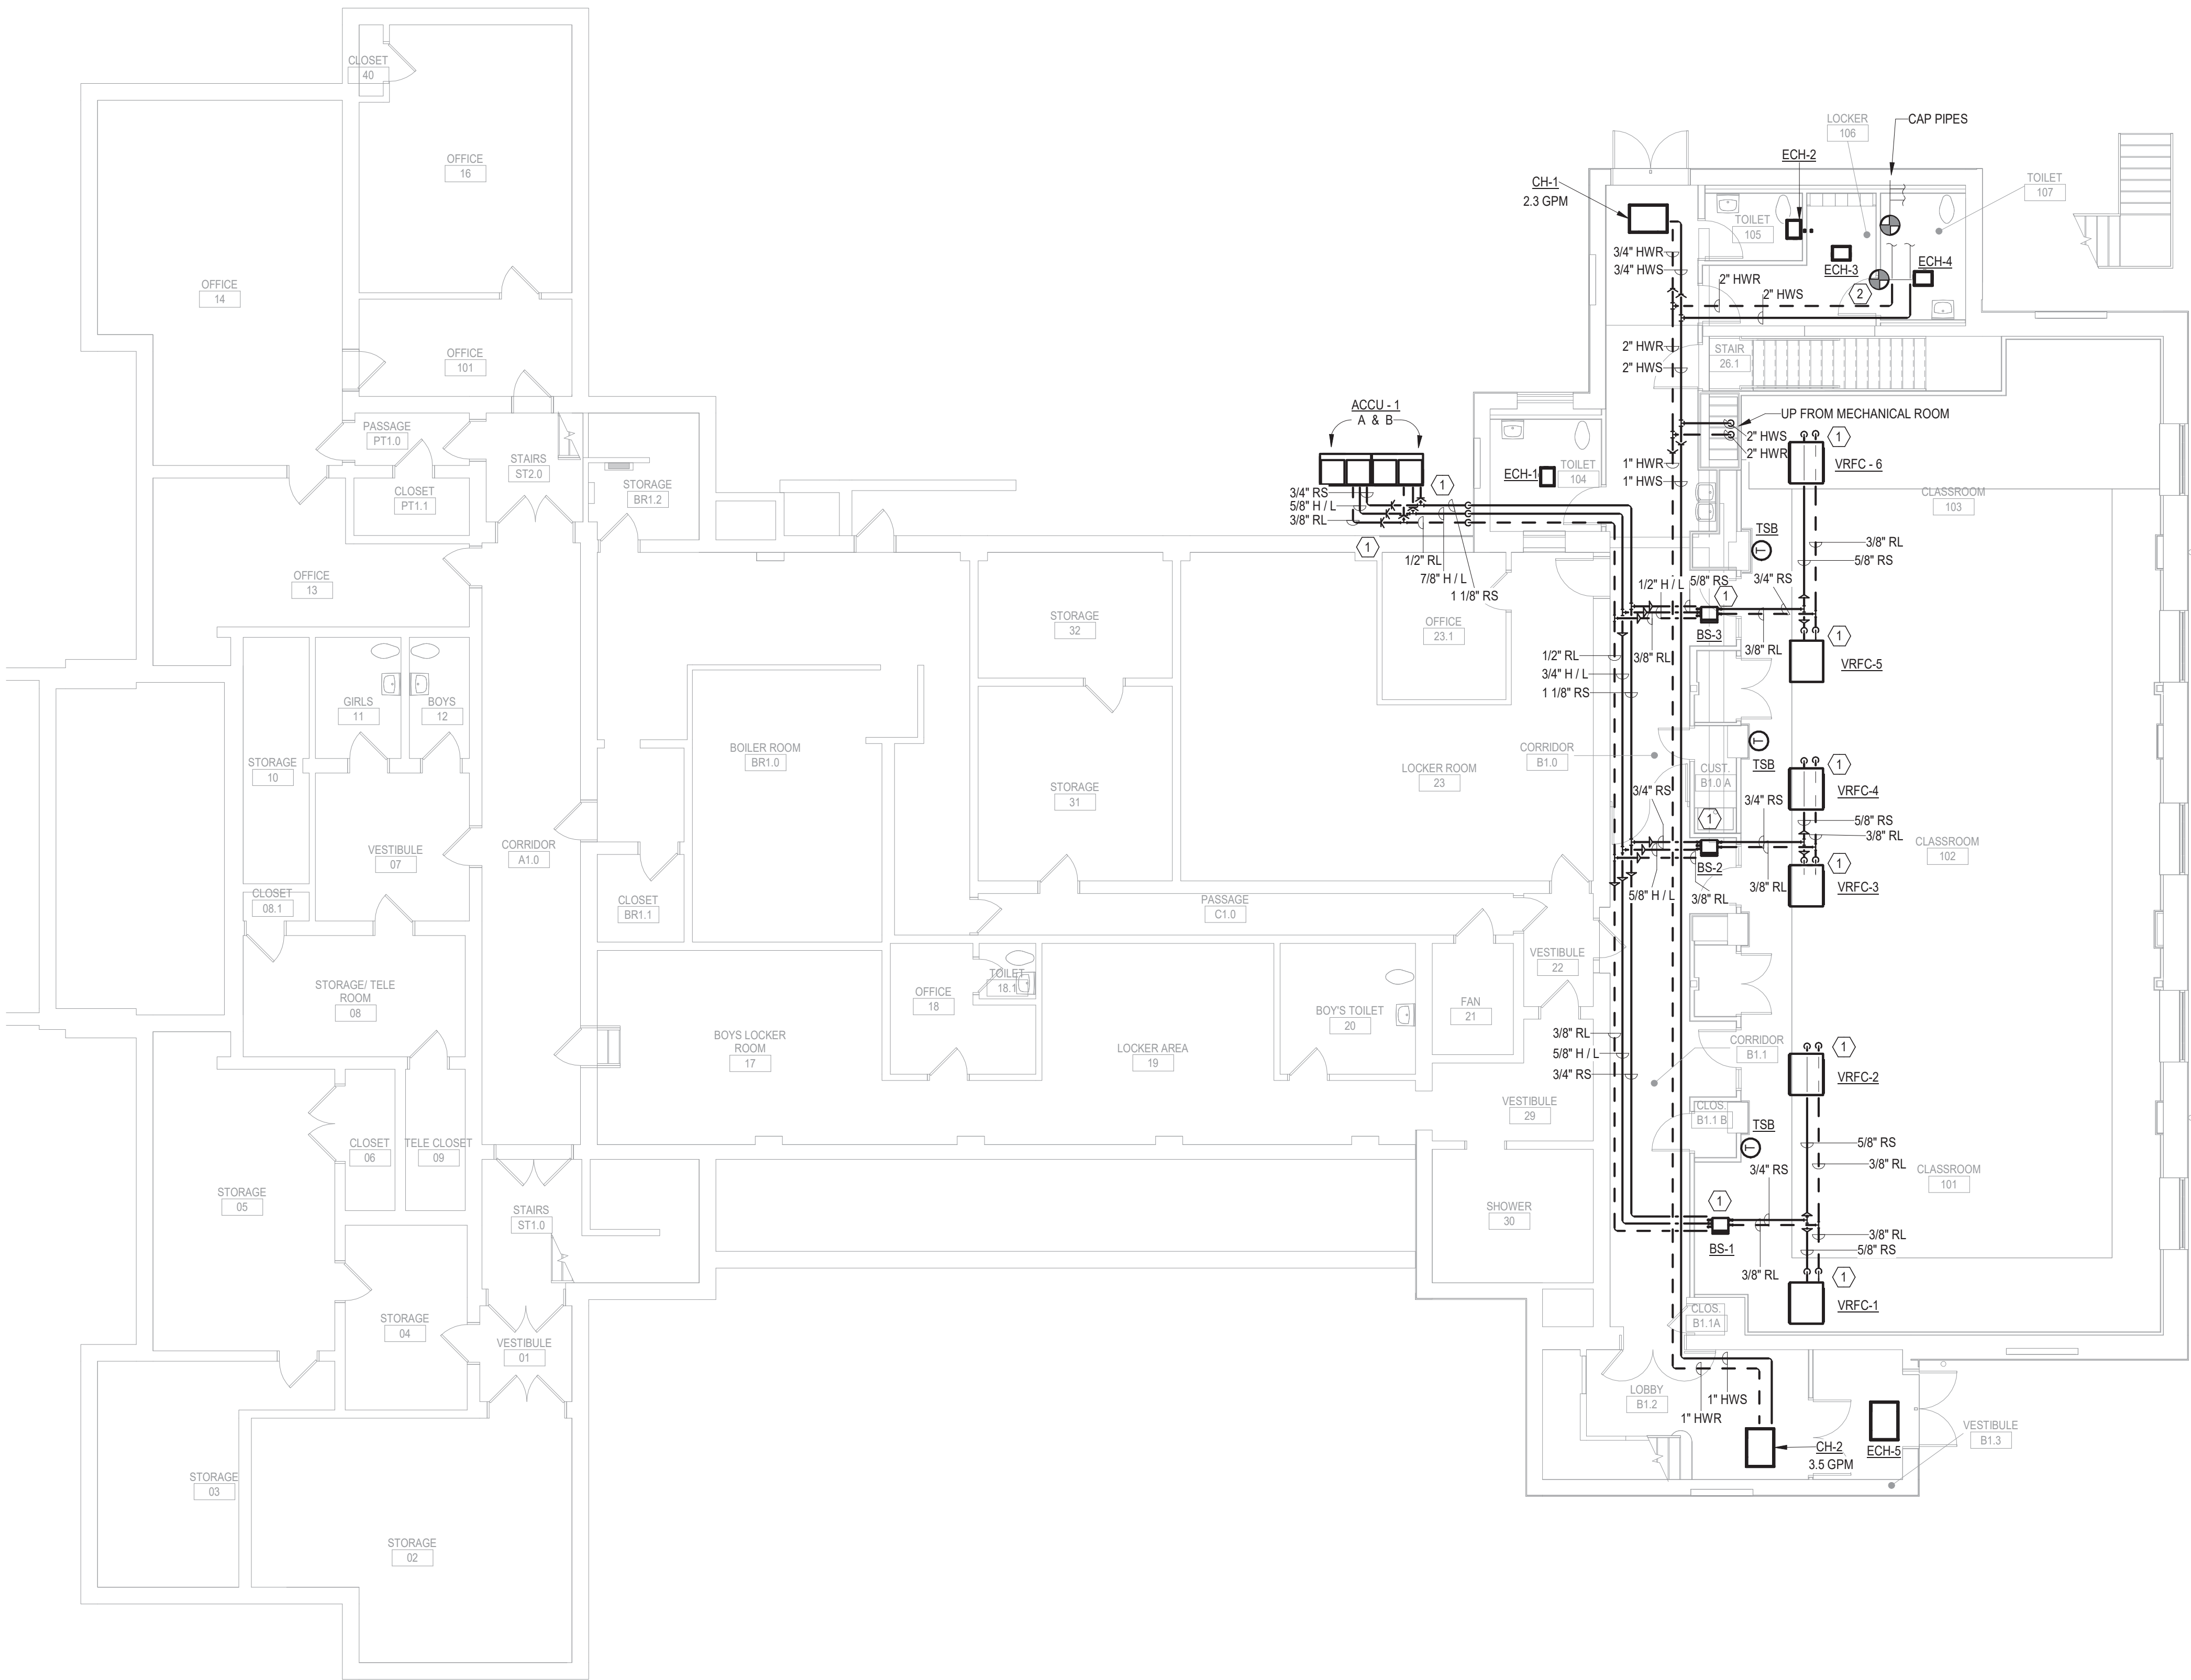 CLOSET
40
OFFICE
16
OFFICE
14
OFFICE
101
PASSAGE
PT1.0
STAIRS
ST2.0
CLOSET
PT1.1
STORAGE
BR1.2
OFFICE
13
GIRLS
11
BOYS
12
STORAGE
10
VESTIBULE
07
CORRIDOR
A1.0
CLOSET
08.1
STORAGE/ TELE
ROOM
08
CLOSET
06
TELE CLOSET
09
STORAGE
05
STAIRS
ST1.0
STORAGE
04
VESTIBULE
01
STORAGE
03
STORAGE
02
BOILER ROOM
BR1.0
CLOSET
BR1.1
STORAGE
32
STORAGE
31
OFFICE
23.1
LOCKER ROOM
23
PASSAGE
C1.0
BOYS LOCKER
ROOM
17
OFFICE
18
TOILET
18.1
LOCKER AREA
19
BOY'S TOILET
20
FAN
21
VESTIBULE
22
VESTIBULE
29
SHOWER
30
ACCU - 1
A & B
3/4" RS
5/8" H / L
3/8" RL
1
1
1/2" RL
7/8" H / L
1 1/8" RS
ECH-1
TOILET
104
CH-1
2.3 GPM
ECH-2
LOCKER
106
CAP PIPES
TOILET
107
TOILET
105
ECH-3
ECH-4
3/4" HWR
3/4" HWS
2" HWR
2" HWS
2
2" HWR
2" HWS
STAIR
26.1
UP FROM MECHANICAL ROOM
2" HWS
2" HWR
1" HWR
1" HWS
1
VRFC - 6
CLASSROOM
103
TSB
T
3/8" RL
5/8" RS
1/2" H / L
5/8" RS
3/4" RS
1
BS-3
3/8" RL
3/8" RL
1
VRFC-5
1/2" RL
3/4" H / L
1 1/8" RS
CORRIDOR
B1.0
T
TSB
CUST.
B1.0 A
1
VRFC-4
3/4" RS
3/4" RS
5/8" RS
3/8" RL
1
BS-2
5/8" H / L
3/8" RL
3/8" RL
1
VRFC-3
CLASSROOM
102
3/8" RL
5/8" H / L
3/4" RS
CORRIDOR
B1.1
1
VRFC-2
CLOS.
B1.1 B
TSB
T
5/8" RS
3/8" RL
3/4" RS
CLASSROOM
101
1
BS-1
3/8" RL
5/8" RS
3/8" RL
1
VRFC-1
CLOS.
B1.1A
LOBBY
B1.2
1" HWS
1" HWR
CH-2
3.5 GPM
ECH-5
VESTIBULE
B1.3